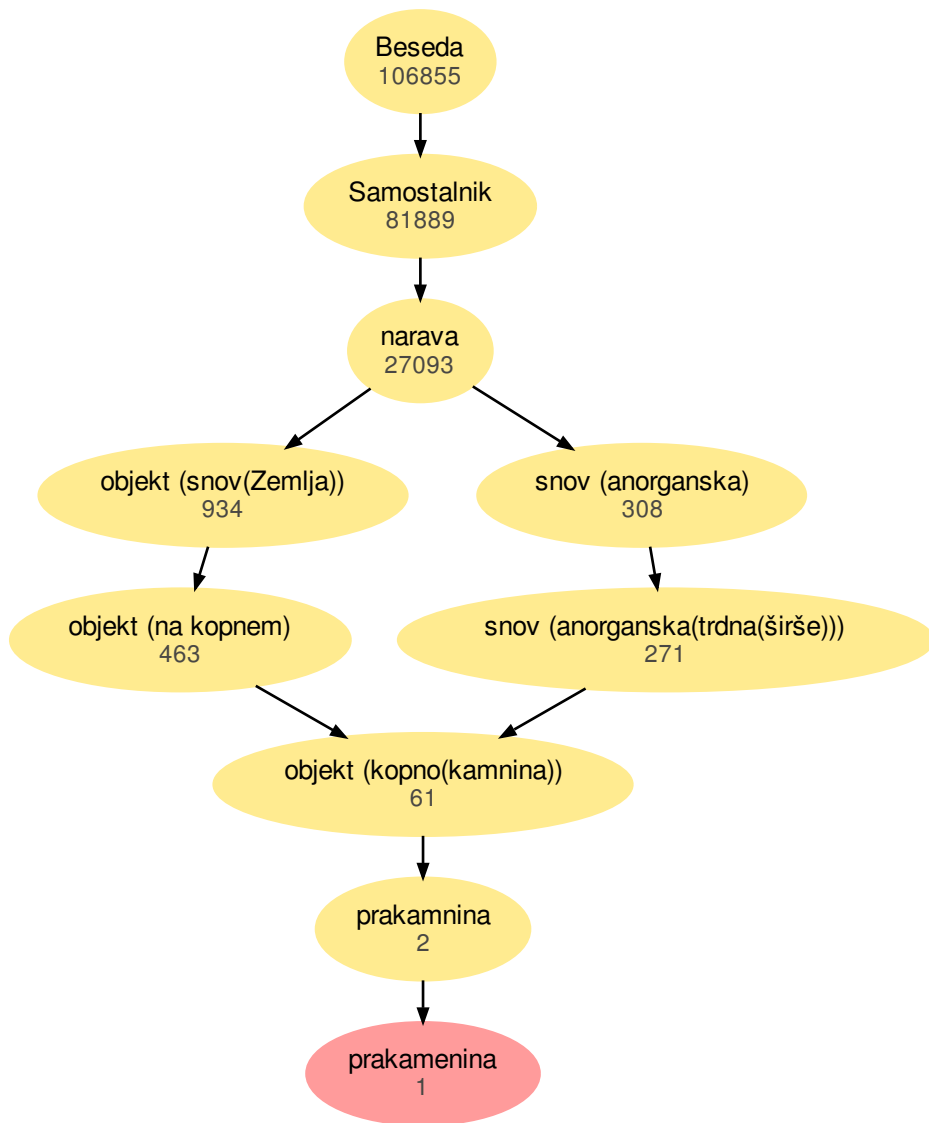 Beseda
106855
Samostalnik
81889
narava
27093
objekt (snov(Zemlja))
934
snov (anorganska)
308
objekt (na kopnem)
463
snov (anorganska(trdna(širše)))
271
objekt (kopno(kamnina))
61
prakamnina
2
prakamenina
1